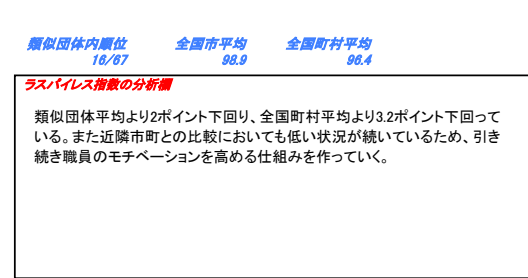 類似団体内順位 全国市平均 全国町村平均
16/67 98.9 96.4
ラスパイレス指数の分析欄
類似団体平均より2ポイント下回り、全国町村平均より3.2ポイント下回って
いる。また近隣市町との比較においても低い状況が続いているため、引き
続き職員のモチベーションを高める仕組みを作っていく。